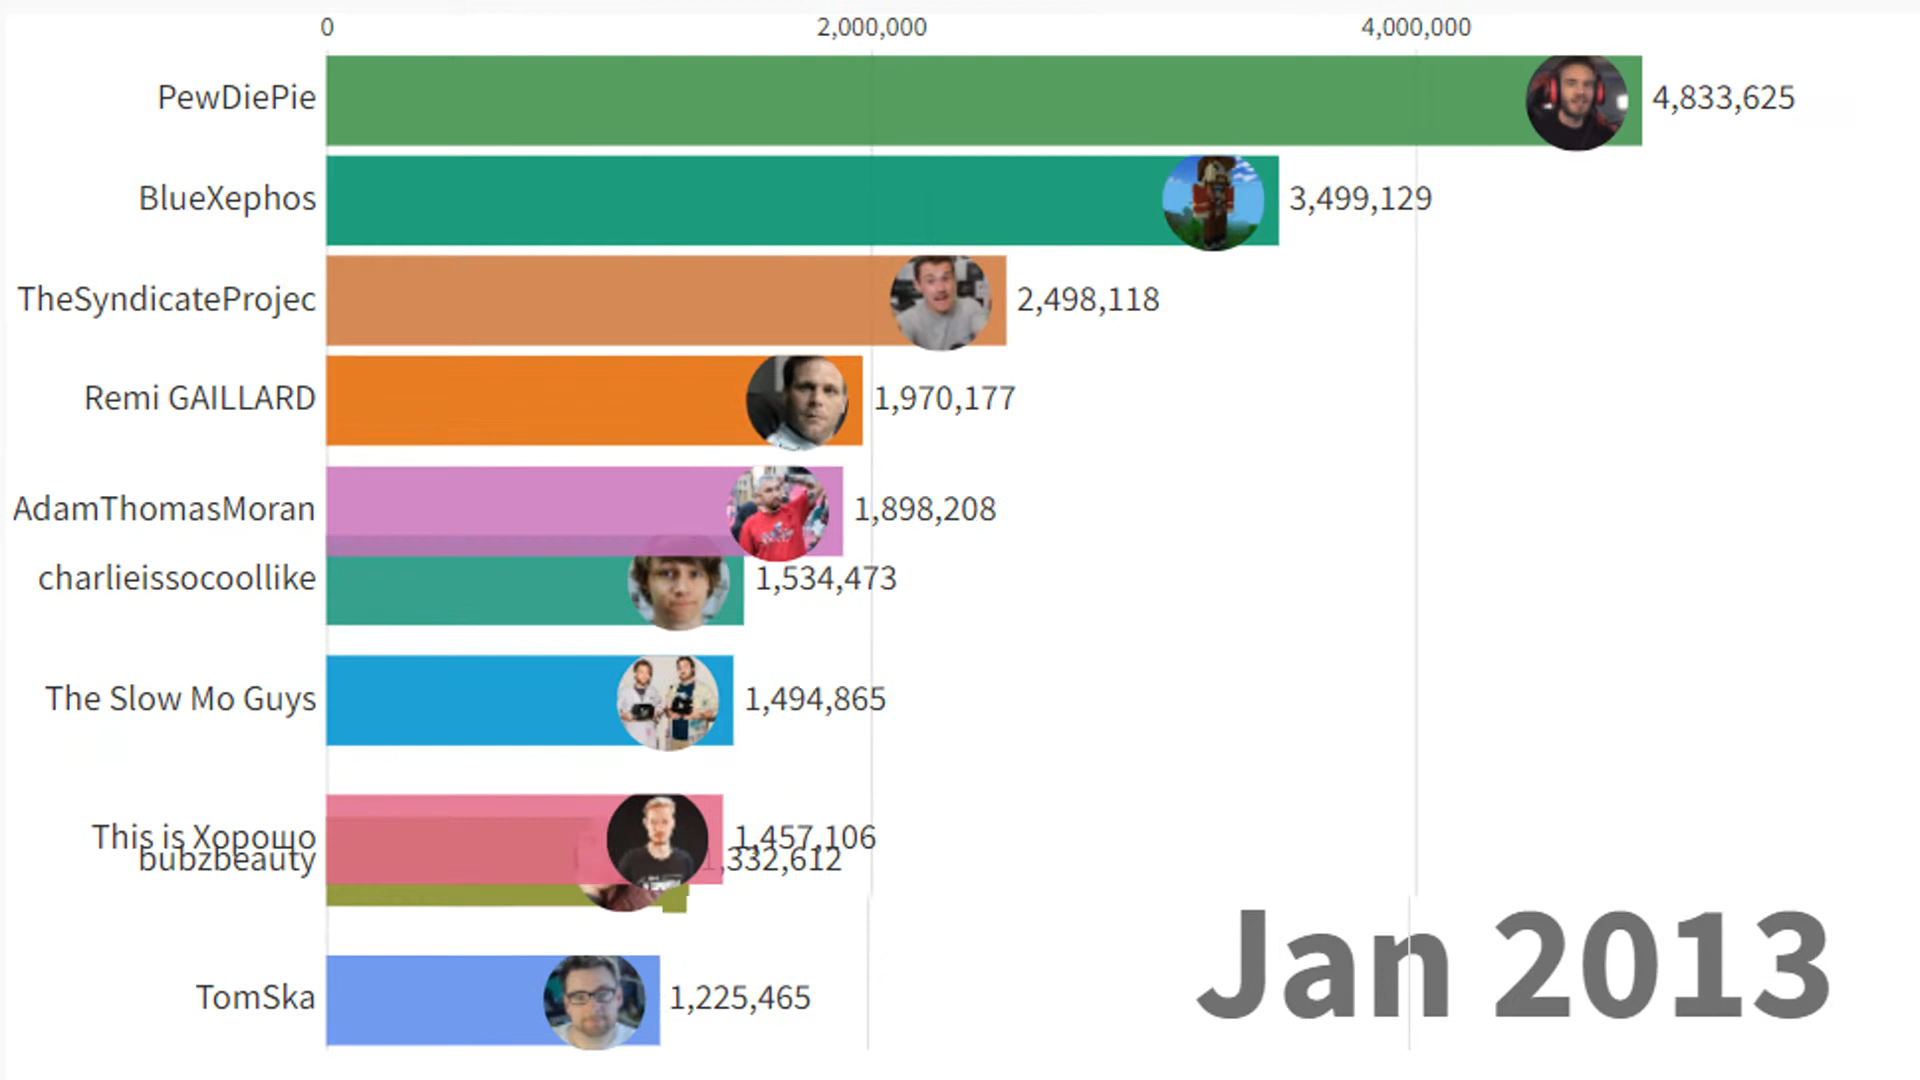 0 2,000,000 4,000,000
PewDiePie 4,833,625
BlueXephos 3,499,129
TheSyndicateProjec 2,498,118
Remi GAILLARD 1,970,177
AdamThomasMoran 1,898,208
charlieissocoollike 1,534,473
The Slow Mo Guys 1,494,865
This is Хорошо 1,457,106
bubzbeauty 1,332,612
TomSka 1,225,465
Jan 2013